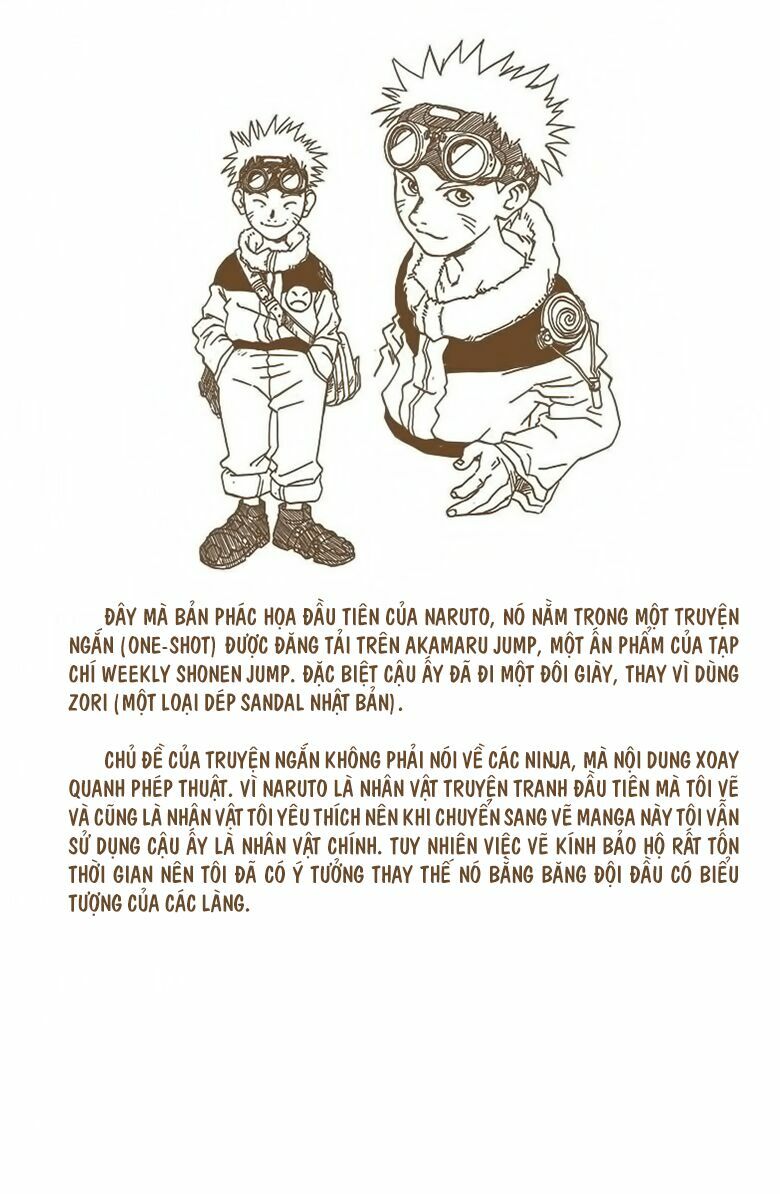 ĐÂY MÀ BẢN PHÁC HỌA ĐẦU TIÊN CỦA NARUTO, NÓ NẰM TRONG MỘT TRUYỆN
NGẮN (ONE-SHOT) ĐƯỢC ĐĂNG TẢI TRÊN AKAMARU JUMP, MỘT ẤN PHẨM CỦA TẠP
CHÍ WEEKLY SHONEN JUMP. ĐẶC BIỆT CẬU ẤY ĐÃ ĐI MỘT ĐÔI GIÀY, THAY VÌ DÙNG
ZORI (MỘT LOẠI DÉP SANDAL NHẬT BẢN).
CHỦ ĐỀ CỦA TRUYỆN NGẮN KHÔNG PHẢI NÓI VỀ CÁC NINJA, MÀ NỘI DUNG XOAY
QUANH PHÉP THUẬT. VÌ NARUTO LÀ NHÂN VẬT TRUYỆN TRANH ĐẦU TIÊN MÀ TÔI VẼ
VÀ CŨNG LÀ NHẬN VẬT TÔI YÊU THÍCH NÊN KHI CHUYỂN SANG VẼ MANGA NÀY TÔI VẪN
SỬ DỤNG CẬU ẤY LÀ NHÂN VẬT CHÍNH. TUY NHIÊN VIỆC VẼ KÍNH BẢO HỘ RẤT TỐN
THỜI GIAN NÊN TÔI ĐÃ CÓ Ý TƯỞNG THAY THẾ NÓ BẰNG BĂNG ĐỘI ĐẦU CÓ BIỂU
TƯỢNG CỦA CÁC LÀNG.